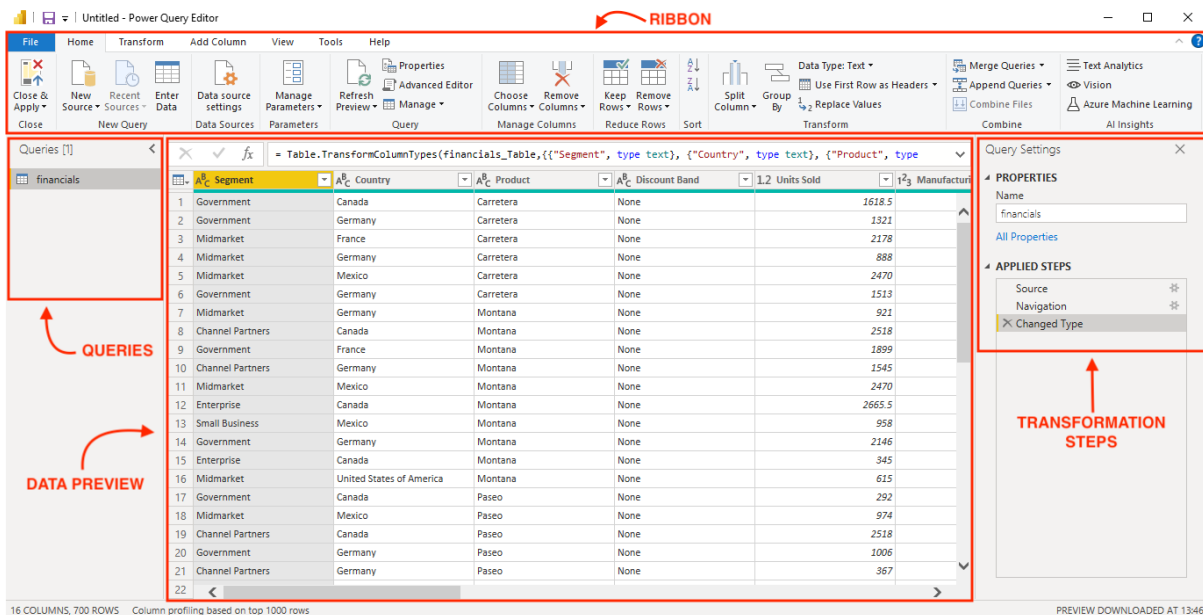 Untitled - Power Query Editor
RIBBON
File Home Transform Add Column View Tools Help
Close & Apply
New Source
Recent Sources
Enter Data
Data source settings
Manage Parameters
Refresh Preview
Properties
Advanced Editor
Manage
Choose Columns
Remove Columns
Keep Rows
Remove Rows
Split Column
Group By
Data Type: Text
Use First Row as Headers
Replace Values
Merge Queries
Append Queries
Combine Files
Text Analytics
Vision
Azure Machine Learning
Close New Query Data Sources Parameters Query Manage Columns Reduce Rows Sort Transform Combine AI Insights
Queries [1]
financials
QUERIES
DATA PREVIEW
fx = Table.TransformColumnTypes(financials_Table,{{"Segment", type text}, {"Country", type text}, {"Product", type
ABC Segment ABC Country ABC Product ABC Discount Band 1.2 Units Sold 123 Manufacturi
1 Government Canada Carretera None 1618.5
2 Government Germany Carretera None 1321
3 Midmarket France Carretera None 2178
4 Midmarket Germany Carretera None 888
5 Midmarket Mexico Carretera None 2470
6 Government Germany Carretera None 1513
7 Midmarket Germany Montana None 921
8 Channel Partners Canada Montana None 2518
9 Government France Montana None 1899
10 Channel Partners Germany Montana None 1545
11 Midmarket Mexico Montana None 2470
12 Enterprise Canada Montana None 2665.5
13 Small Business Mexico Montana None 958
14 Government Germany Montana None 2146
15 Enterprise Canada Montana None 345
16 Midmarket United States of America Montana None 615
17 Government Canada Paseo None 292
18 Midmarket Mexico Paseo None 974
19 Channel Partners Canada Paseo None 2518
20 Government Germany Paseo None 1006
21 Channel Partners Germany Paseo None 367
22
Query Settings
PROPERTIES
Name
financials
All Properties
APPLIED STEPS
Source
Navigation
Changed Type
TRANSFORMATION
STEPS
16 COLUMNS, 700 ROWS Column profiling based on top 1000 rows
PREVIEW DOWNLOADED AT 13:46